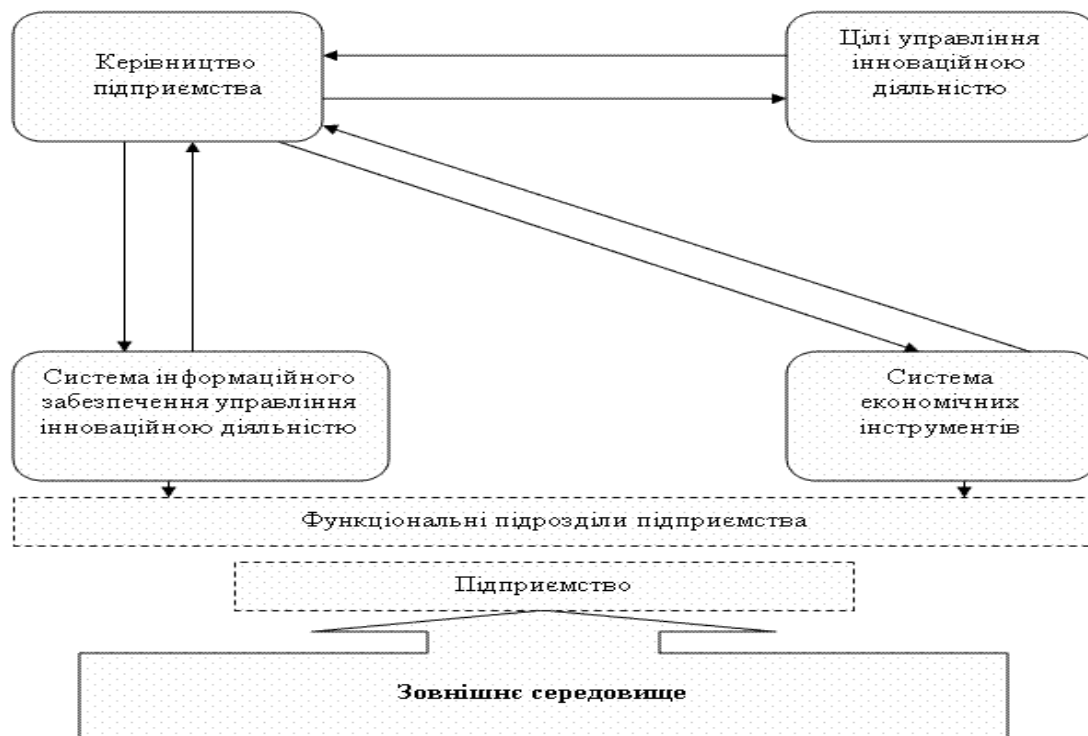 Керівництво
підприємства
Цілі управління
інноваційною
діяльністю
Система інформаційного
забезпечення управління
інноваційною діяльністю
Система
економічних
інструментів
Функціональні підрозділи підприємства
Підприємство
Зовнішнє середовище